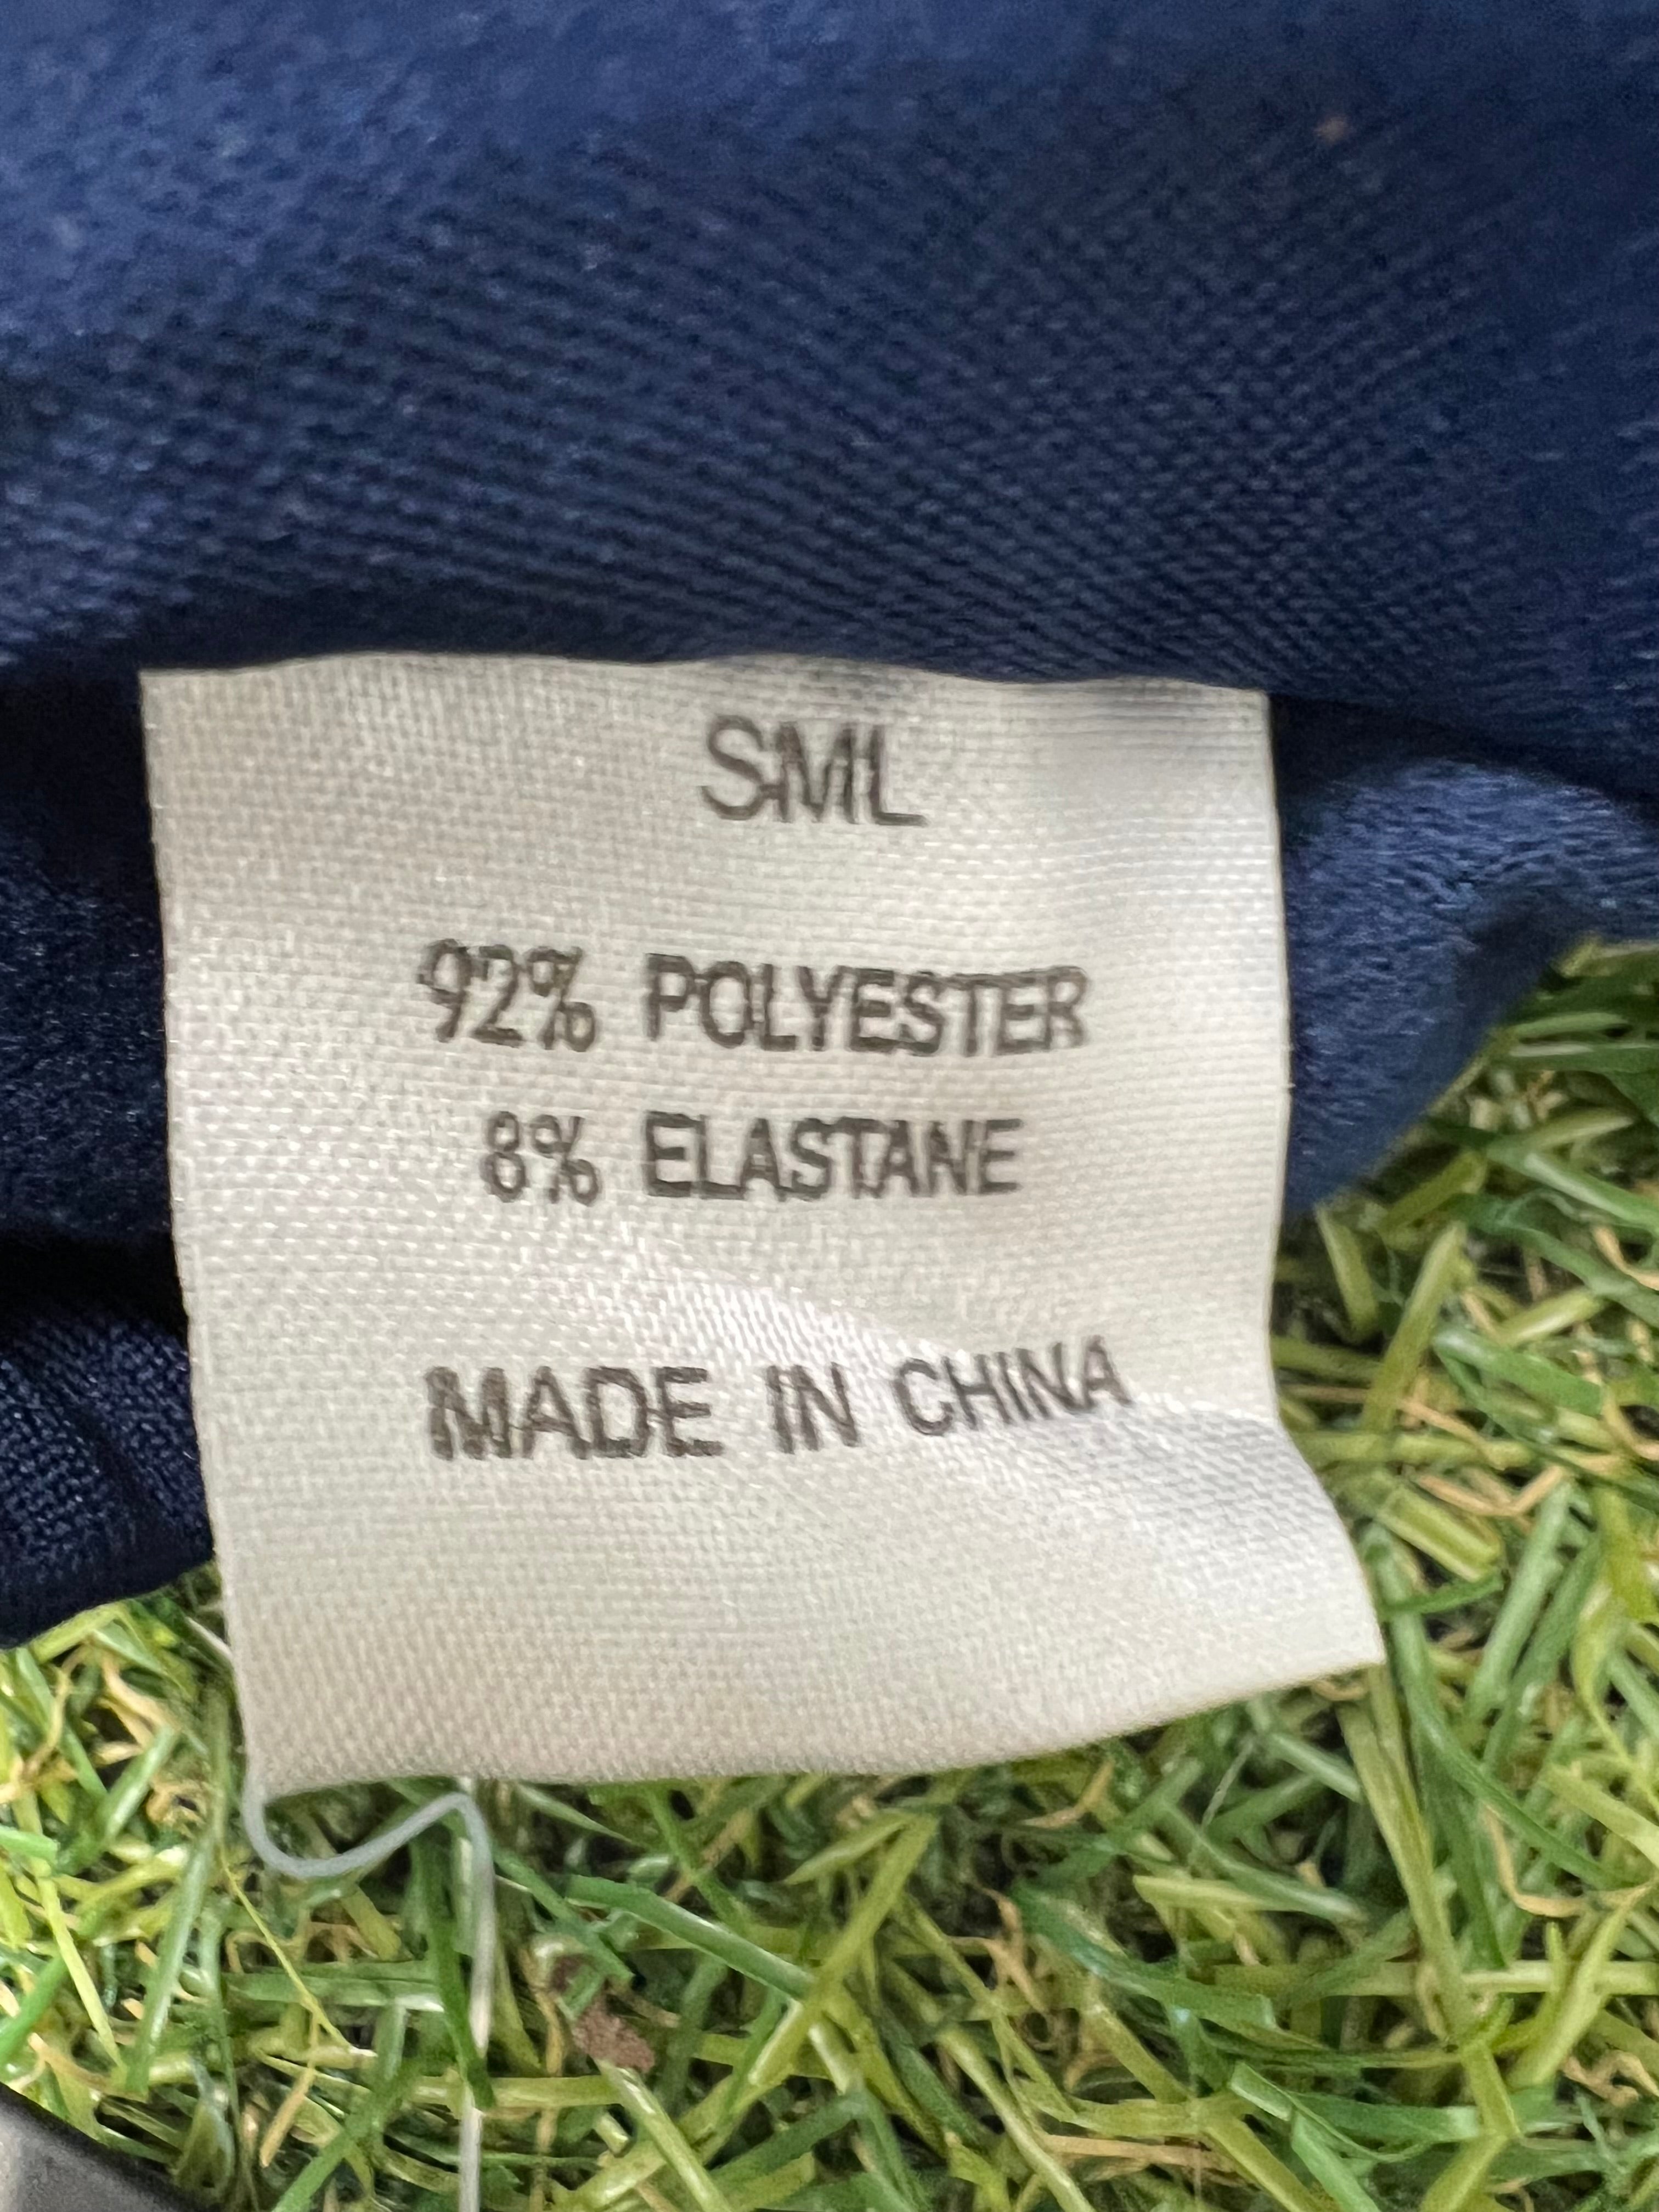 SML
92% POLYESTER
8% ELASTANE
MADE IN CHINA